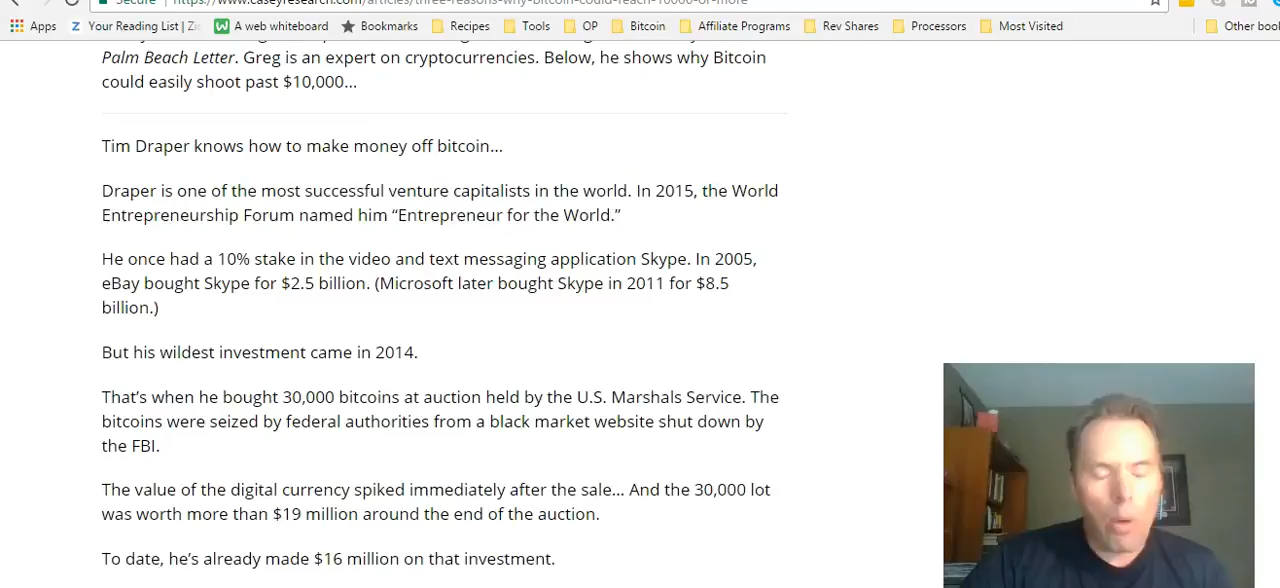 Secure https://www.caseyresearch.com/articles/three-reasons-why-bitcoin-could-reach-10000-or-more
Apps Your Reading List | Zi A web whiteboard Bookmarks Recipes Tools OP Bitcoin Affiliate Programs Rev Shares Processors Most Visited Other boo
Palm Beach Letter. Greg is an expert on cryptocurrencies. Below, he shows why Bitcoin
could easily shoot past $10,000…
Tim Draper knows how to make money off bitcoin…
Draper is one of the most successful venture capitalists in the world. In 2015, the World
Entrepreneurship Forum named him “Entrepreneur for the World.”
He once had a 10% stake in the video and text messaging application Skype. In 2005,
eBay bought Skype for $2.5 billion. (Microsoft later bought Skype in 2011 for $8.5
billion.)
But his wildest investment came in 2014.
That’s when he bought 30,000 bitcoins at auction held by the U.S. Marshals Service. The
bitcoins were seized by federal authorities from a black market website shut down by
the FBI.
The value of the digital currency spiked immediately after the sale… And the 30,000 lot
was worth more than $19 million around the end of the auction.
To date, he’s already made $16 million on that investment.